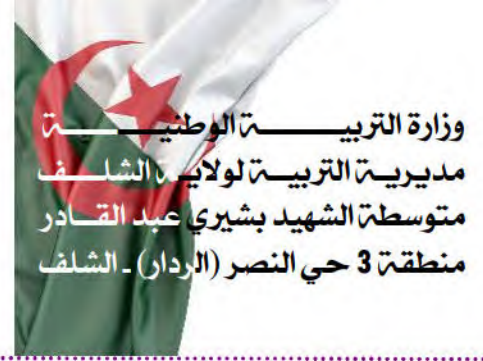 وزارة التربية الوطنية
مديرية التربية لولاية الشلف
متوسطة الشهيد بشيري عبد القادر
منطقة 3 حي النصر (الردار) ـ الشلف